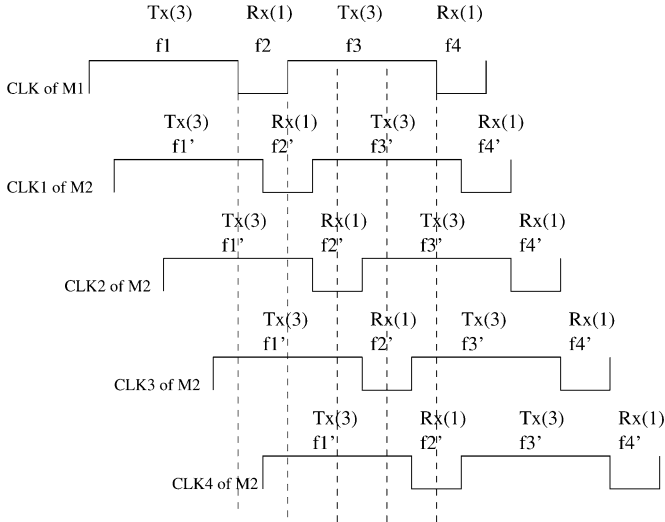 Tx(3) Rx(1) Tx(3) Rx(1)
f1 f2 f3 f4
CLK of M1
Tx(3) Rx(1) Tx(3) Rx(1)
f1’ f2’ f3’ f4’
CLK1 of M2
Tx(3) Rx(1) Tx(3) Rx(1)
f1’ f2’ f3’ f4’
CLK2 of M2
Tx(3) Rx(1) Tx(3) Rx(1)
f1’ f2’ f3’ f4’
CLK3 of M2
Tx(3) Rx(1) Tx(3) Rx(1)
f1’ f2’ f3’ f4’
CLK4 of M2